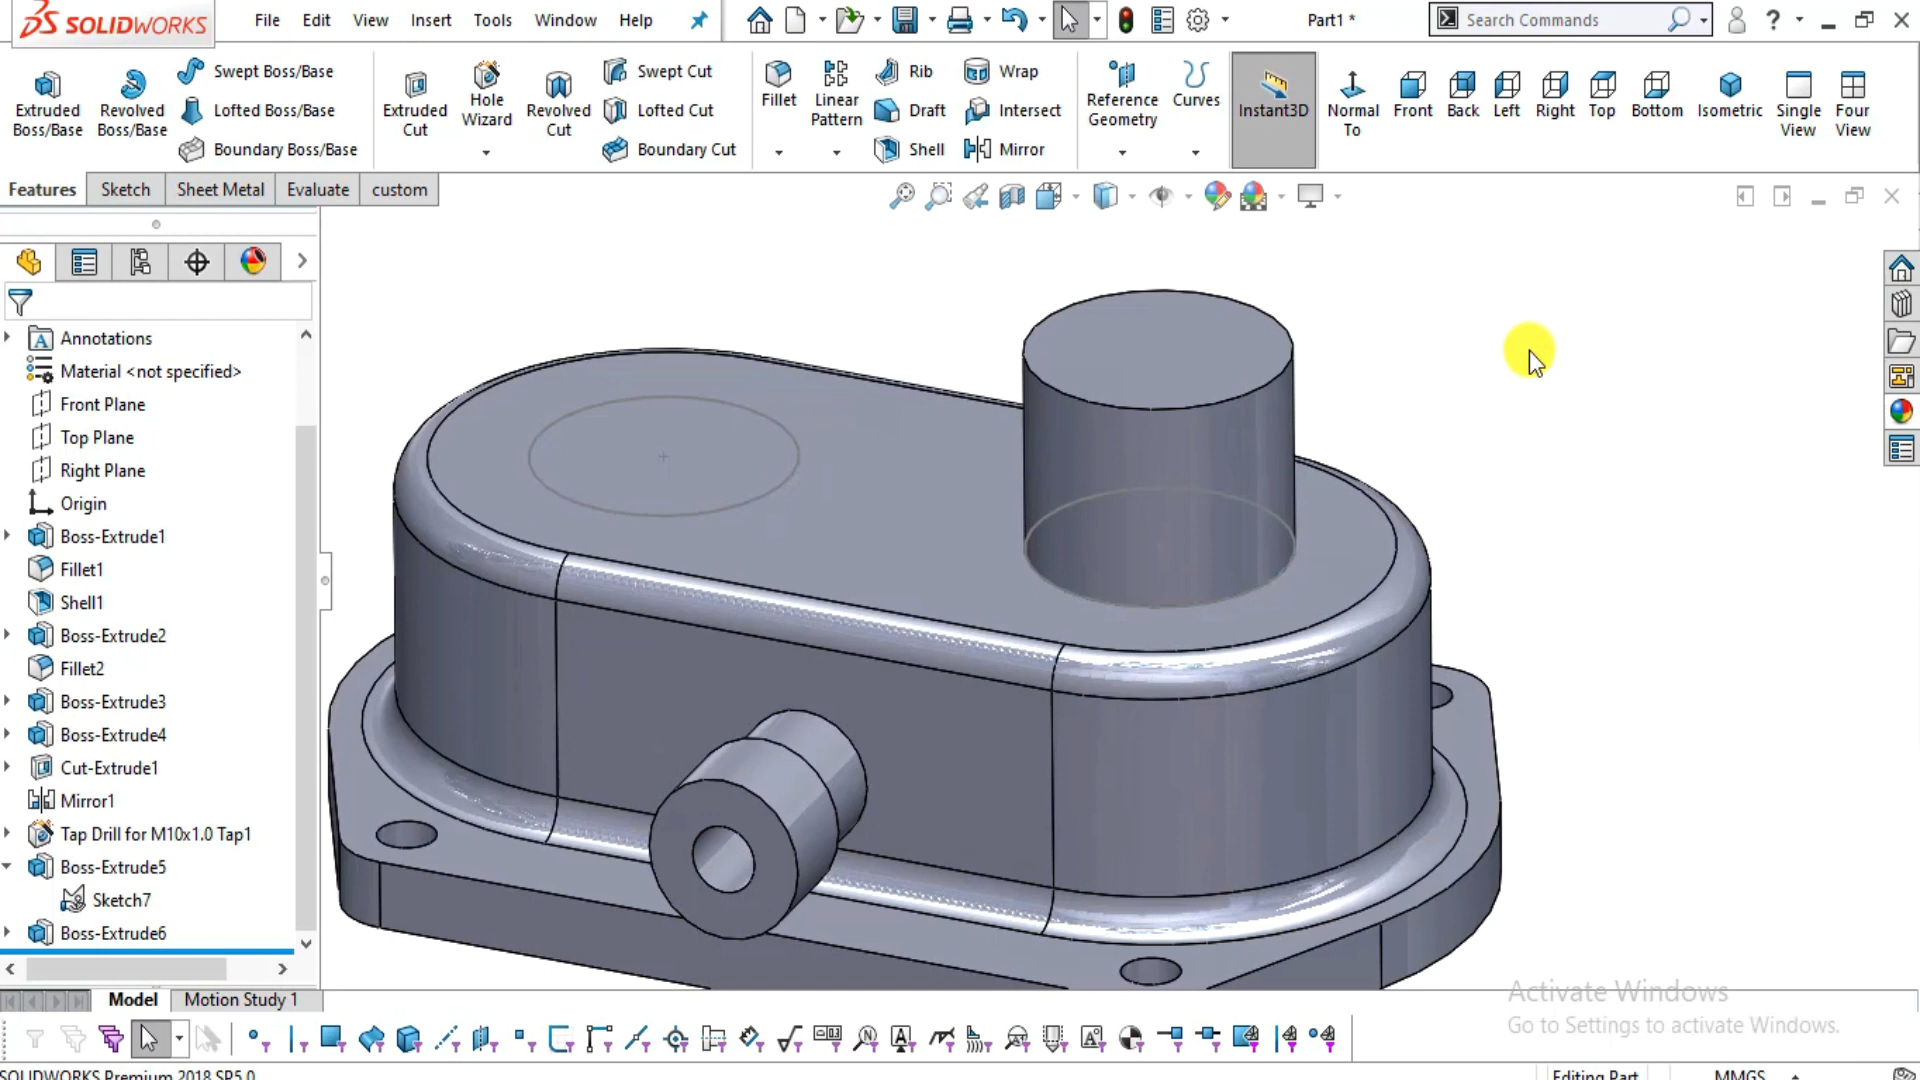 SOLIDWORKS File Edit View Insert Tools Window Help Part1 * Search Commands
Extruded Boss/Base
Revolved Boss/Base
Swept Boss/Base
Lofted Boss/Base
Boundary Boss/Base
Extruded Cut
Hole Wizard
Revolved Cut
Swept Cut
Lofted Cut
Boundary Cut
Fillet
Linear Pattern
Rib
Draft
Shell
Wrap
Intersect
Mirror
Reference Geometry
Curves
Instant3D
Normal To
Front
Back
Left
Right
Top
Bottom
Isometric
Single View
Four View
Features Sketch Sheet Metal Evaluate custom
Annotations
Material <not specified>
Front Plane
Top Plane
Right Plane
Origin
Boss-Extrude1
Fillet1
Shell1
Boss-Extrude2
Fillet2
Boss-Extrude3
Boss-Extrude4
Cut-Extrude1
Mirror1
Tap Drill for M10x1.0 Tap1
Boss-Extrude5
Sketch7
Boss-Extrude6
Model Motion Study 1
Activate Windows
Go to Settings to activate Windows.
SOLIDWORKS Premium 2018 SP5.0 Editing Part MMGS